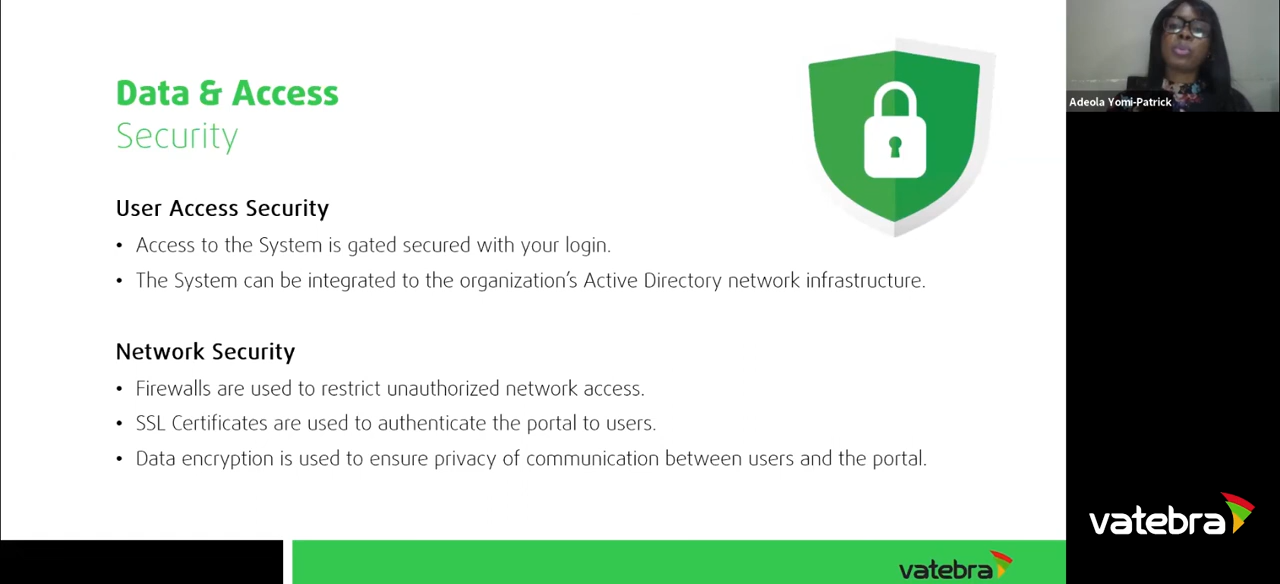 Data & Access
Security
User Access Security
• Access to the System is gated secured with your login.
• The System can be integrated to the organization's Active Directory network infrastructure.
Network Security
• Firewalls are used to restrict unauthorized network access.
• SSL Certificates are used to authenticate the portal to users.
• Data encryption is used to ensure privacy of communication between users and the portal.
vatebra
Adeola Yomi-Patrick
vatebra